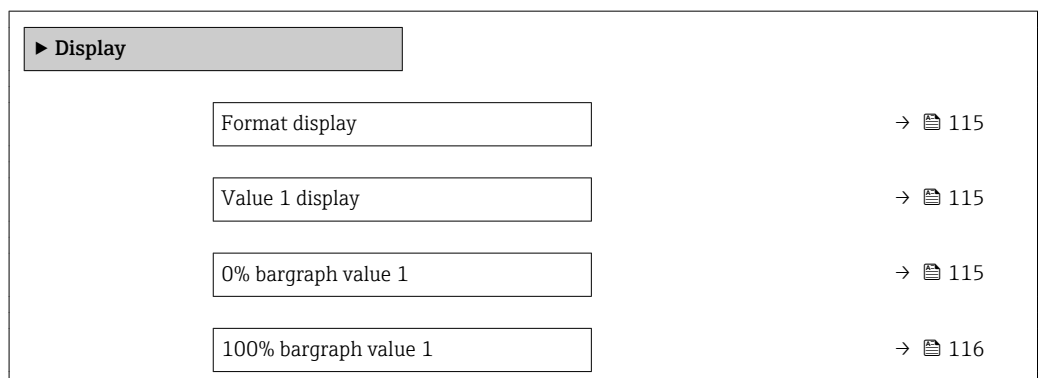 ▶ Display
Format display → 115
Value 1 display → 115
0% bargraph value 1 → 115
100% bargraph value 1 → 116